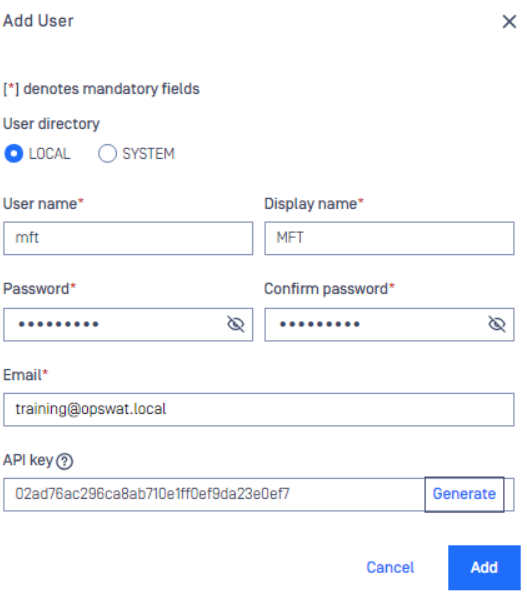 Add User
[*] denotes mandatory fields
User directory
LOCAL SYSTEM
User name* Display name*
mft MFT
Password* Confirm password*
••••••••• •••••••••
Email*
training@opswat.local
API key ?
02ad76ac296ca8ab710e1ff0ef9da23e0ef7 Generate
Cancel Add